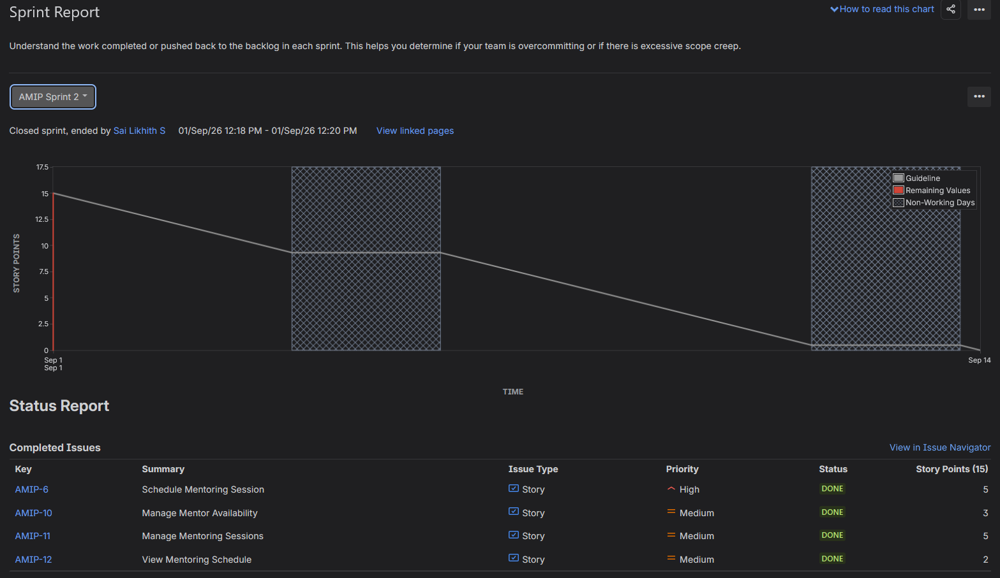 Sprint Report
How to read this chart
Understand the work completed or pushed back to the backlog in each sprint. This helps you determine if your team is overcommitting or if there is excessive scope creep.
AMIP Sprint 2
Closed sprint, ended by Sai Likhith S 01/Sep/26 12:18 PM - 01/Sep/26 12:20 PM View linked pages
17.5
15
12.5
10
7.5
5
2.5
0
STORY POINTS
Guideline
Remaining Values
Non-Working Days
Sep 1
Sep 1
Sep 14
TIME
Status Report
Completed Issues View in Issue Navigator
Key Summary Issue Type Priority Status Story Points (15)
AMIP-6 Schedule Mentoring Session Story High DONE 5
AMIP-10 Manage Mentor Availability Story Medium DONE 3
AMIP-11 Manage Mentoring Sessions Story Medium DONE 5
AMIP-12 View Mentoring Schedule Story Medium DONE 2